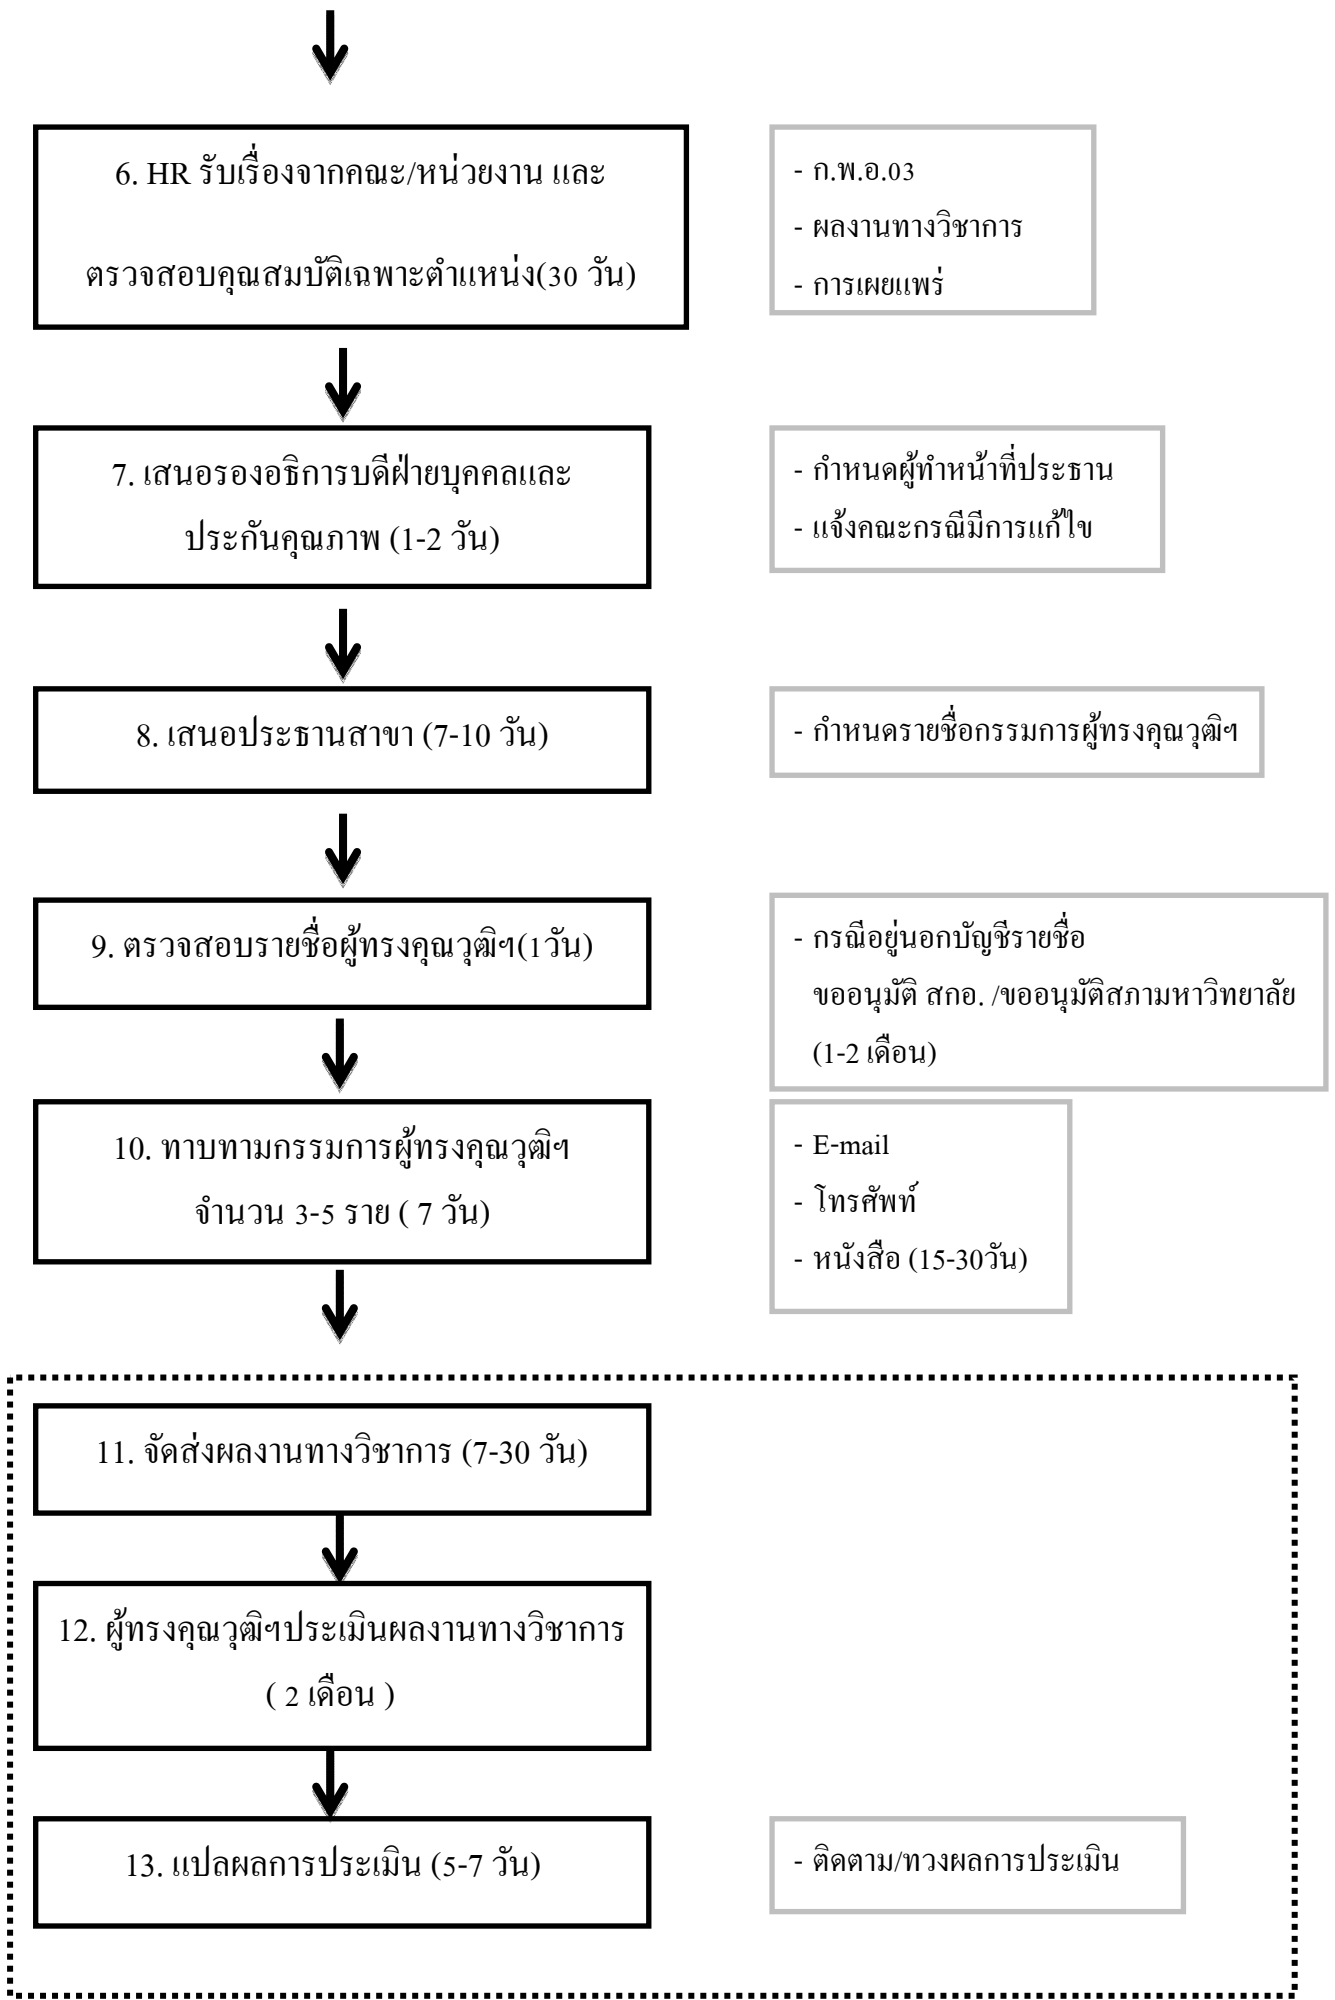 6. HR รับเรื่องจากคณะ/หน่วยงาน และ
ตรวจสอบคุณสมบัติเฉพาะตำแหน่ง(30 วัน)
- ก.พ.อ.03
- ผลงานทางวิชาการ
- การเผยแพร่
7. เสนอรองอธิการบดีฝ่ายบุคคลและ
ประกันคุณภาพ (1-2 วัน)
- กำหนดผู้ทำหน้าที่ประธาน
- แจ้งคณะกรณีมีการแก้ไข
8. เสนอประธานสาขา (7-10 วัน)
- กำหนดรายชื่อกรรมการผู้ทรงคุณวุฒิฯ
9. ตรวจสอบรายชื่อผู้ทรงคุณวุฒิฯ(1วัน)
- กรณีอยู่นอกบัญชีรายชื่อ
ขออนุมัติ สกอ. /ขออนุมัติสภามหาวิทยาลัย
(1-2 เดือน)
10. ทาบทามกรรมการผู้ทรงคุณวุฒิฯ
จำนวน 3-5 ราย ( 7 วัน)
- E-mail
- โทรศัพท์
- หนังสือ (15-30วัน)
11. จัดส่งผลงานทางวิชาการ (7-30 วัน)
12. ผู้ทรงคุณวุฒิฯประเมินผลงานทางวิชาการ
( 2 เดือน )
13. แปลผลการประเมิน (5-7 วัน)
- ติดตาม/ทวงผลการประเมิน